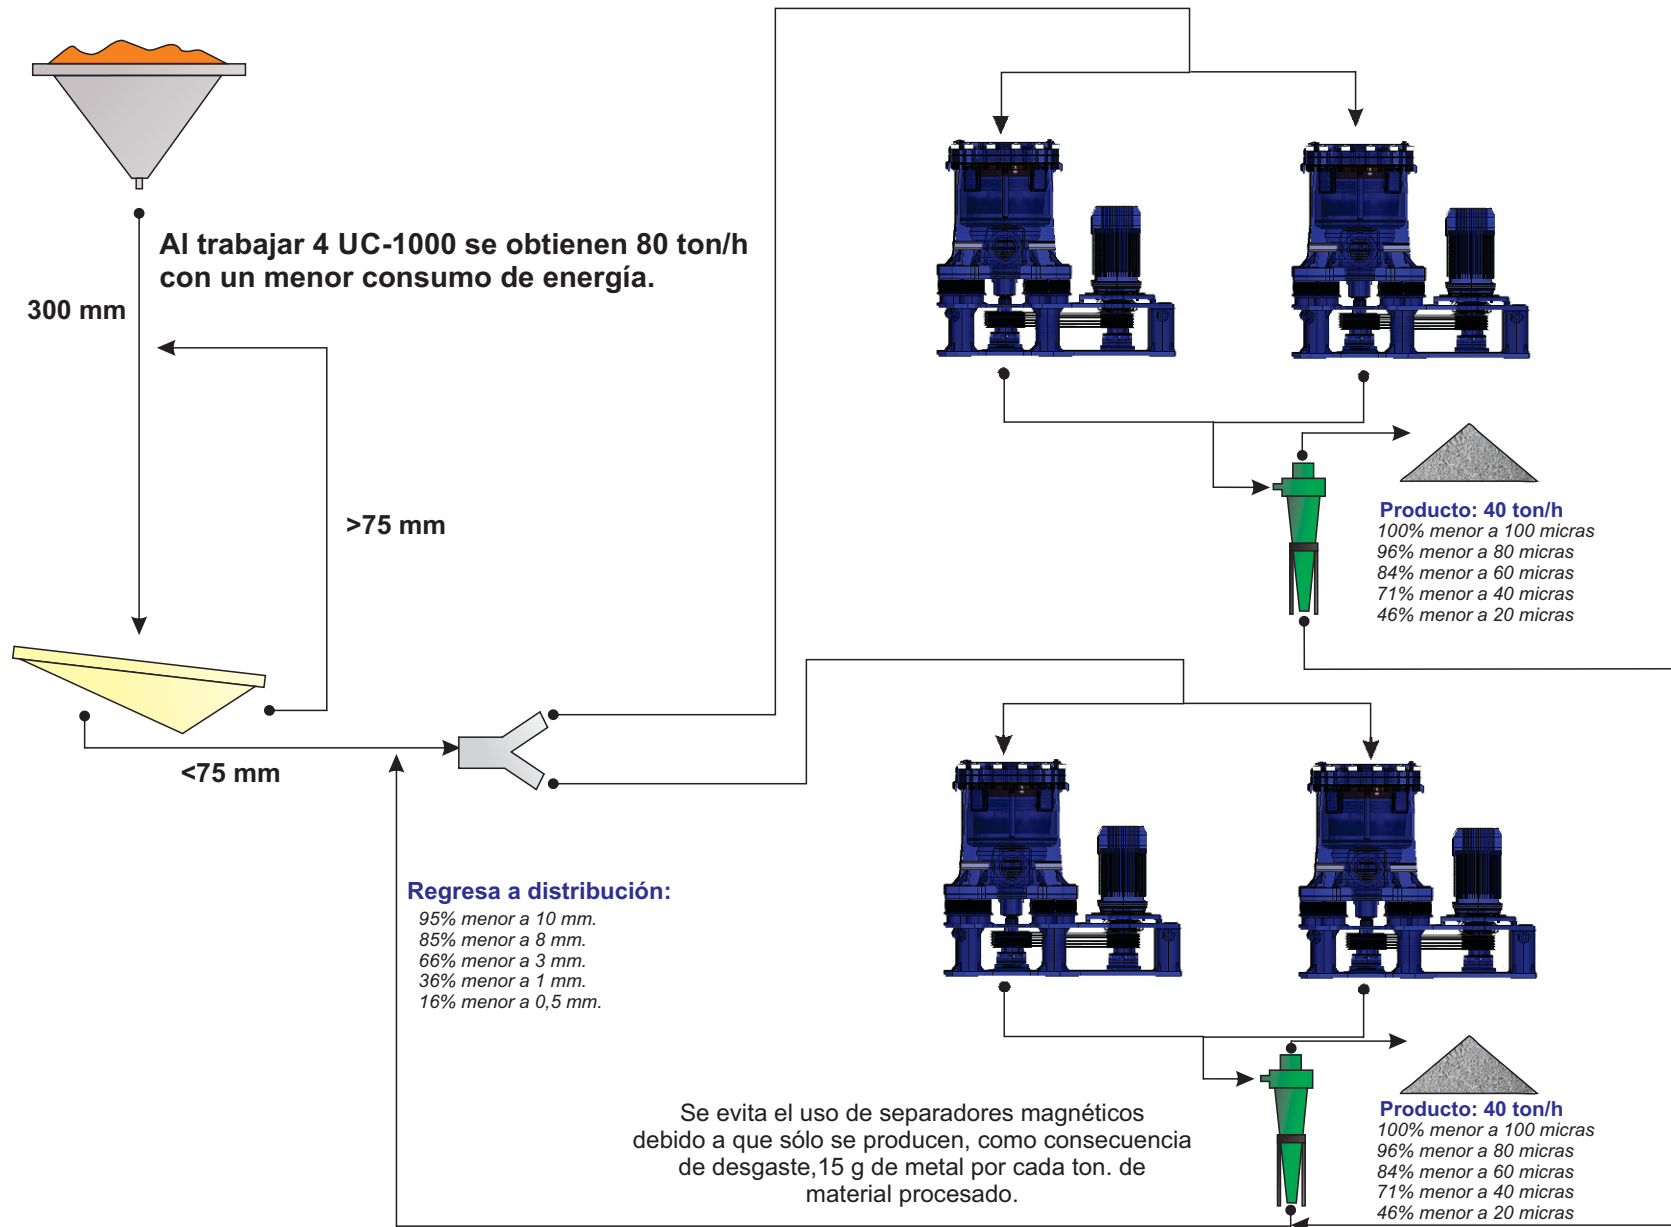 Al trabajar 4 UC-1000 se obtienen 80 ton/h
con un menor consumo de energía.
300 mm
>75 mm
<75 mm
Producto: 40 ton/h
100% menor a 100 micras
96% menor a 80 micras
84% menor a 60 micras
71% menor a 40 micras
46% menor a 20 micras
Regresa a distribución:
95% menor a 10 mm.
85% menor a 8 mm.
66% menor a 3 mm.
36% menor a 1 mm.
16% menor a 0,5 mm.
Se evita el uso de separadores magnéticos
debido a que sólo se producen, como consecuencia
de desgaste,15 g de metal por cada ton. de
material procesado.
Producto: 40 ton/h
100% menor a 100 micras
96% menor a 80 micras
84% menor a 60 micras
71% menor a 40 micras
46% menor a 20 micras